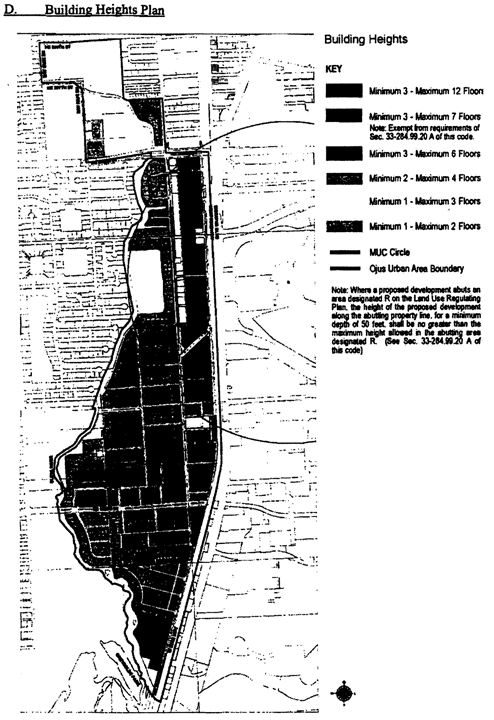 D. Building Heights Plan
Building Heights
KEY
Minimum 3 - Maximum 12 Floors
Minimum 3 - Maximum 7 Floors
Note: Exempt from requirements of
Sec. 33-284.99.20 A of this code.
Minimum 3 - Maximum 6 Floors
Minimum 2 - Maximum 4 Floors
Minimum 1 - Maximum 3 Floors
Minimum 1 - Maximum 2 Floors
MUC Circle
Ojus Urban Area Boundary
Note: Where a proposed development abuts an
area designated R on the Land Use Regulating
Plan, the height of the proposed development
along the abutting property line, for a minimum
depth of 50 feet, shall be no greater than the
maximum height allowed in the abutting area
designated R. (See Sec. 33-284.99.20 A of
this code)